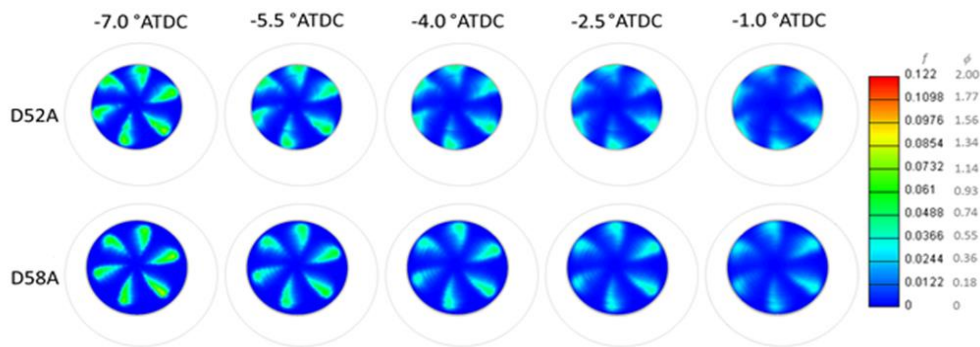 -7.0 °ATDC -5.5 °ATDC -4.0 °ATDC -2.5 °ATDC -1.0 °ATDC
f ϕ
0.122 2.00
0.1098 1.77
0.0976 1.56
0.0854 1.34
0.0732 1.14
0.061 0.93
0.0488 0.74
0.0366 0.55
0.0244 0.36
0.0122 0.18
0 0
D52A
D58A